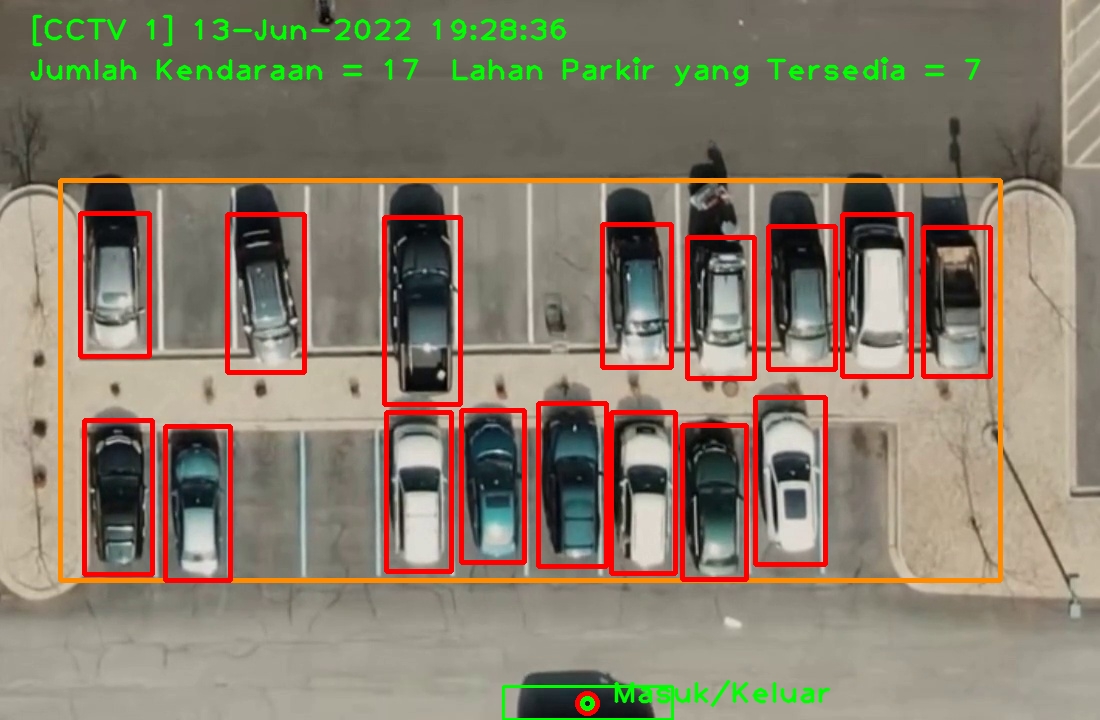 [CCTV 1] 13-Jun-2022 19:28:36
Jumlah Kendaraan = 17 Lahan Parkir yang Tersedia = 7
Masuk/Keluar